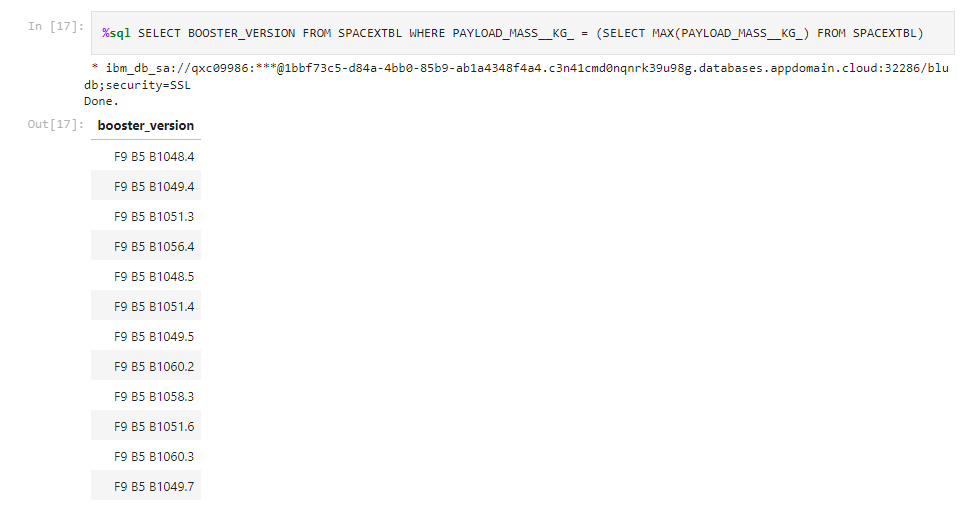 In [17]: %sql SELECT BOOSTER_VERSION FROM SPACEXTBL WHERE PAYLOAD_MASS__KG_ = (SELECT MAX(PAYLOAD_MASS__KG_) FROM SPACEXTBL)
* ibm_db_sa://qxc09986:***@1bbf73c5-d84a-4bb0-85b9-ab1a4348f4a4.c3n41cmd0nqnrk39u98g.databases.appdomain.cloud:32286/blu
db;security=SSL
Done.
Out[17]: booster_version
F9 B5 B1048.4
F9 B5 B1049.4
F9 B5 B1051.3
F9 B5 B1056.4
F9 B5 B1048.5
F9 B5 B1051.4
F9 B5 B1049.5
F9 B5 B1060.2
F9 B5 B1058.3
F9 B5 B1051.6
F9 B5 B1060.3
F9 B5 B1049.7